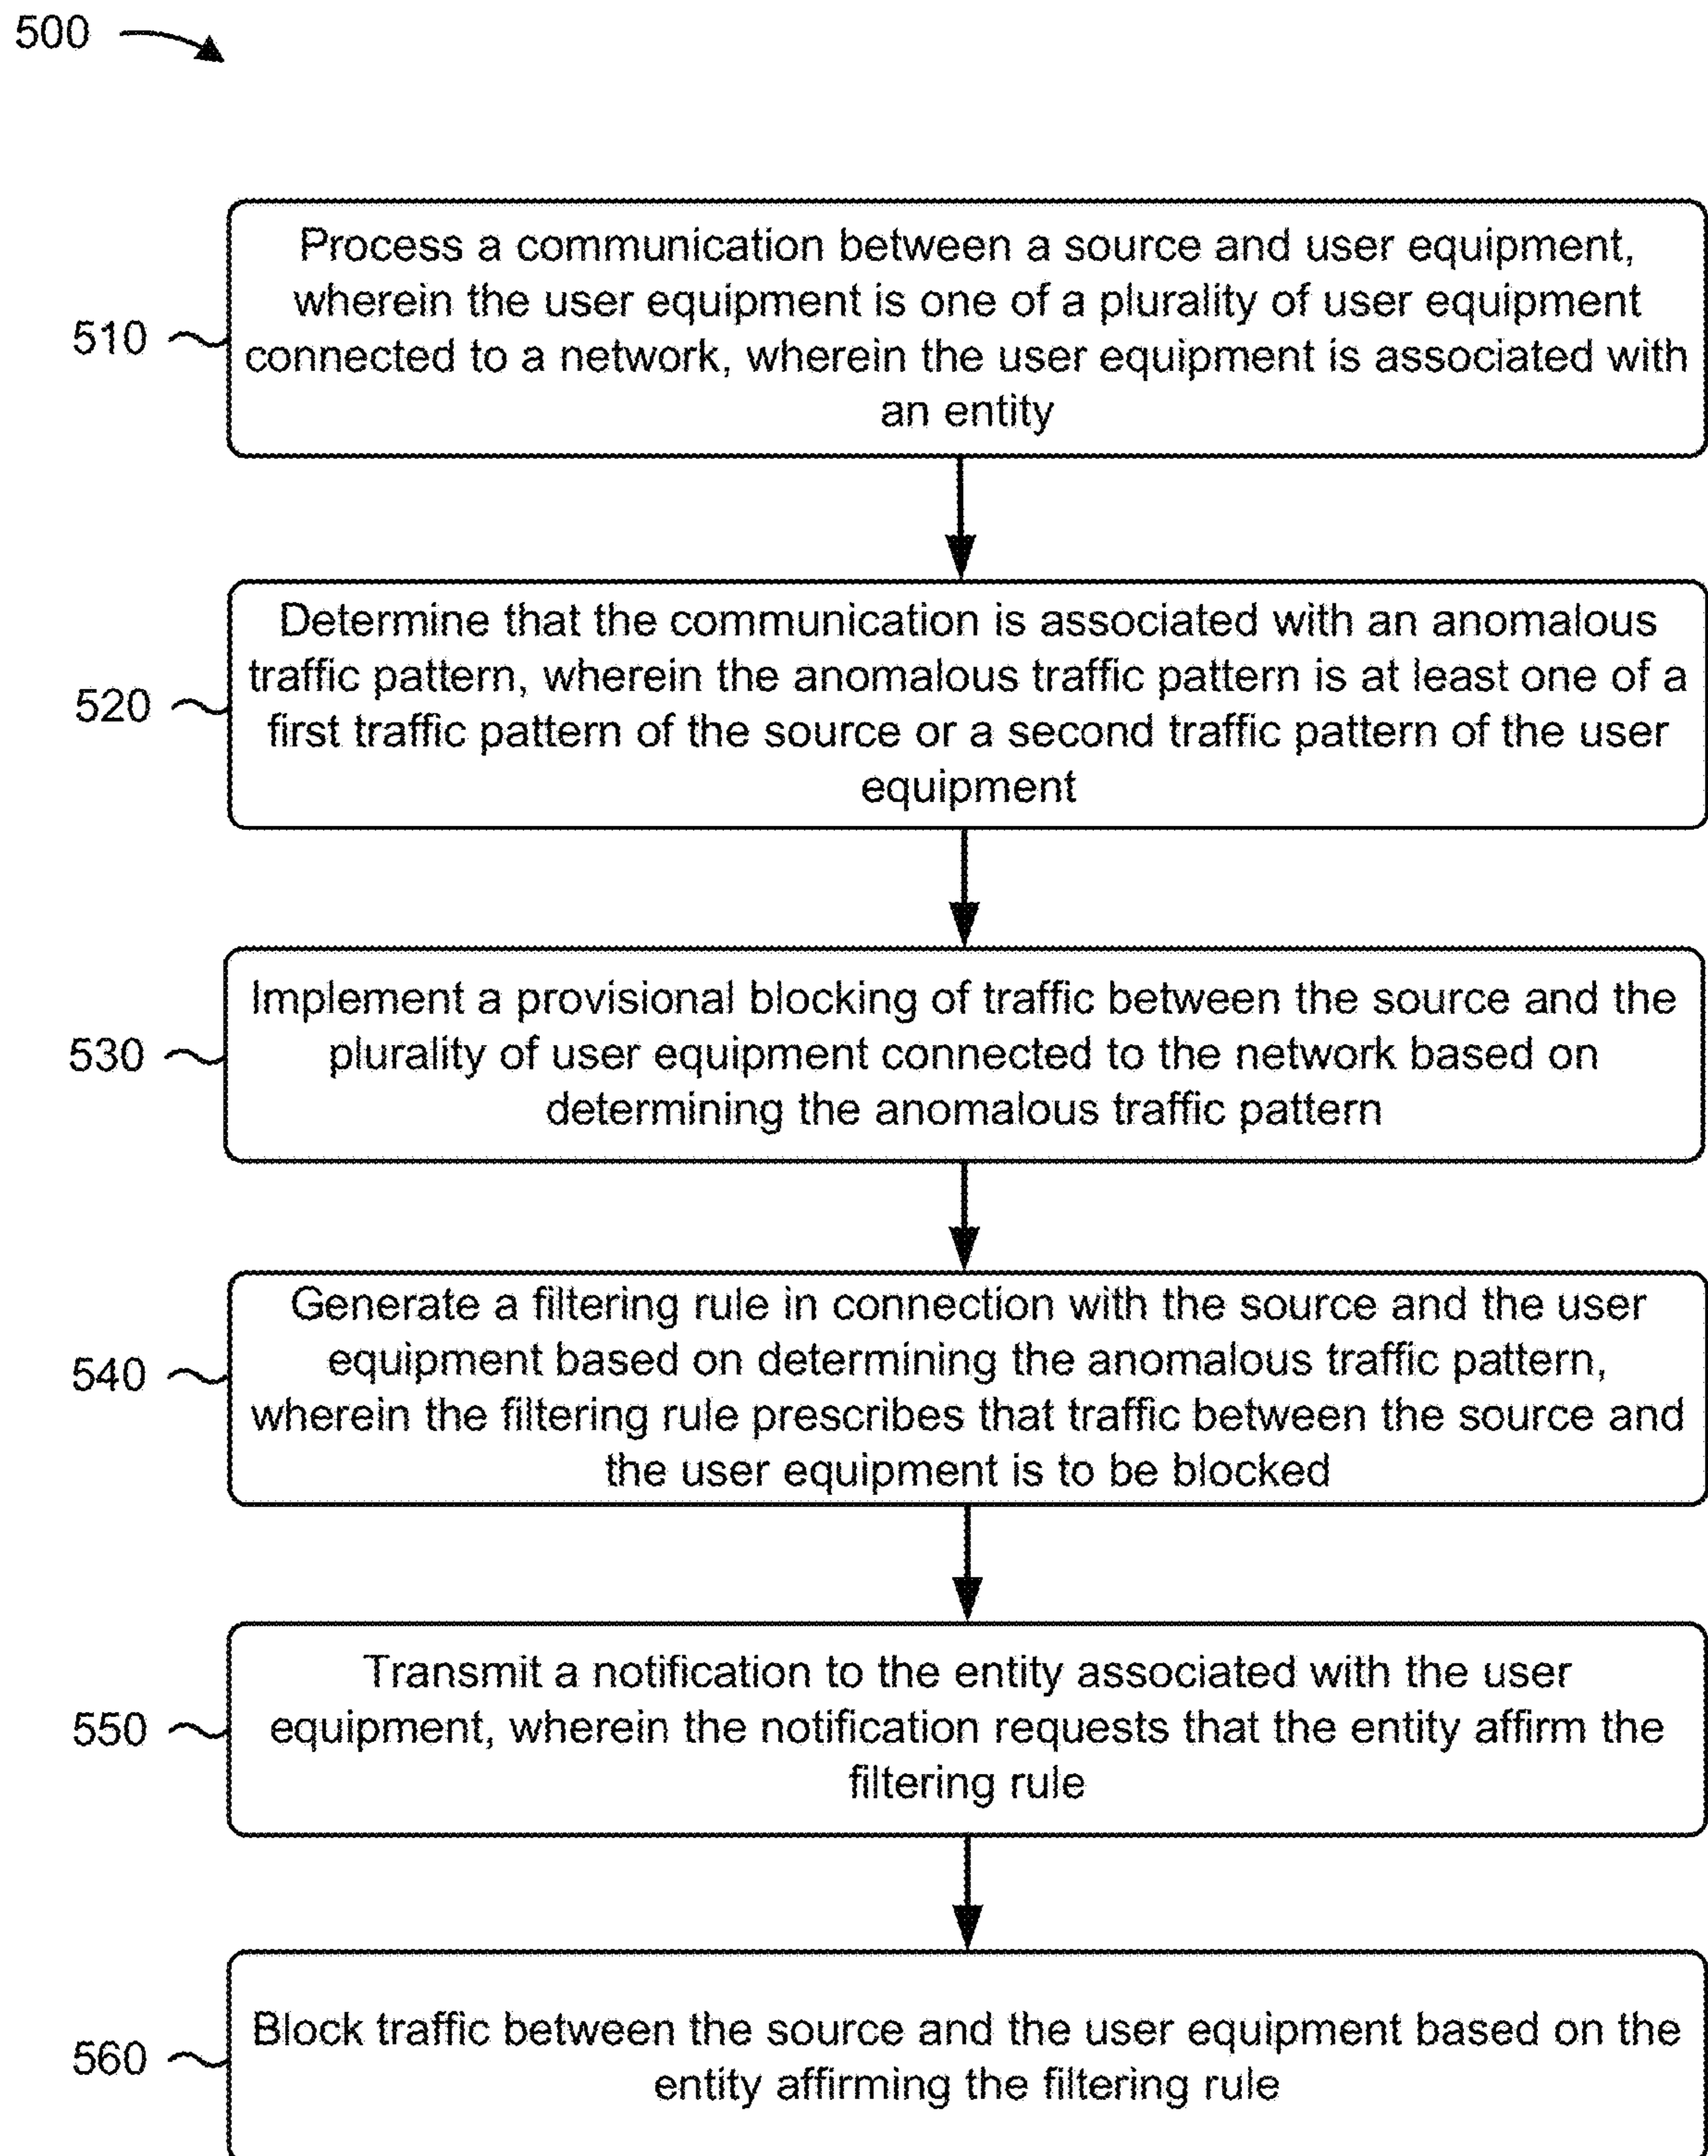 500
Process a communication between a source and user equipment,
wherein the user equipment is one of a plurality of user equipment
510
connected to a network, wherein the user equipment is associated with
an entity
Determine that the communication is associated with an anomalous
traffic pattern, wherein the anomalous traffic pattern is at least one of a
520
first traffic pattern of the source or a second traffic pattern of the user
equipment
Implement a provisional blocking of traffic between the source and the
530
plurality of user equipment connected to the network based on
determining the anomalous traffic pattern
Generate a filtering rule in connection with the source and the user
equipment based on determining the anomalous traffic pattern,
540
wherein the filtering rule prescribes that traffic between the source and
the user equipment is to be blocked
Transmit a notification to the entity associated with the user
550
equipment, wherein the notification requests that the entity affirm the
filtering rule
Block traffic between the source and the user equipment based on the
560
entity affirming the filtering rule